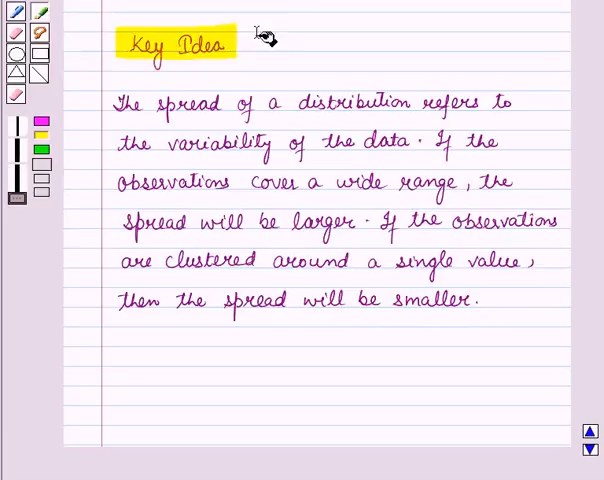 Key Idea
The spread of a distribution refers to
the variability of the data. If the
observations cover a wide range, the
spread will be larger. If the observations
are clustered around a single value,
then the spread will be smaller.